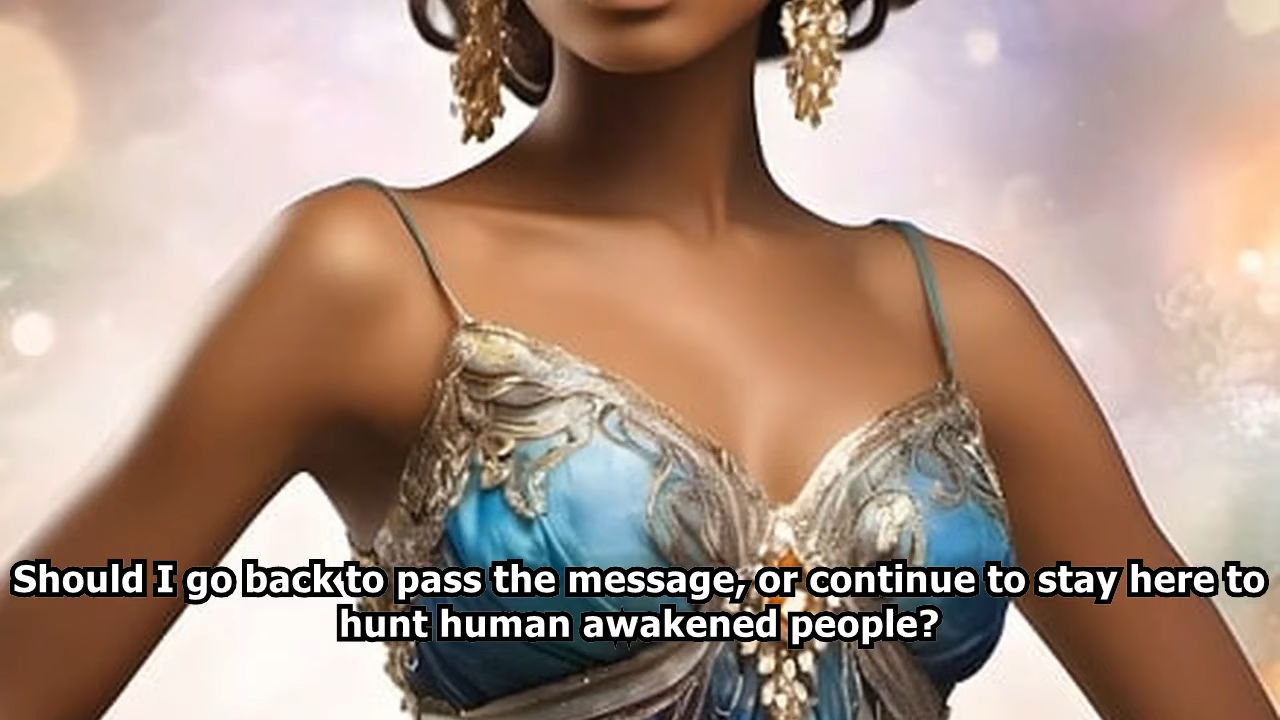 Should I go back to pass the message, or continue to stay here to
hunt human awakened people?